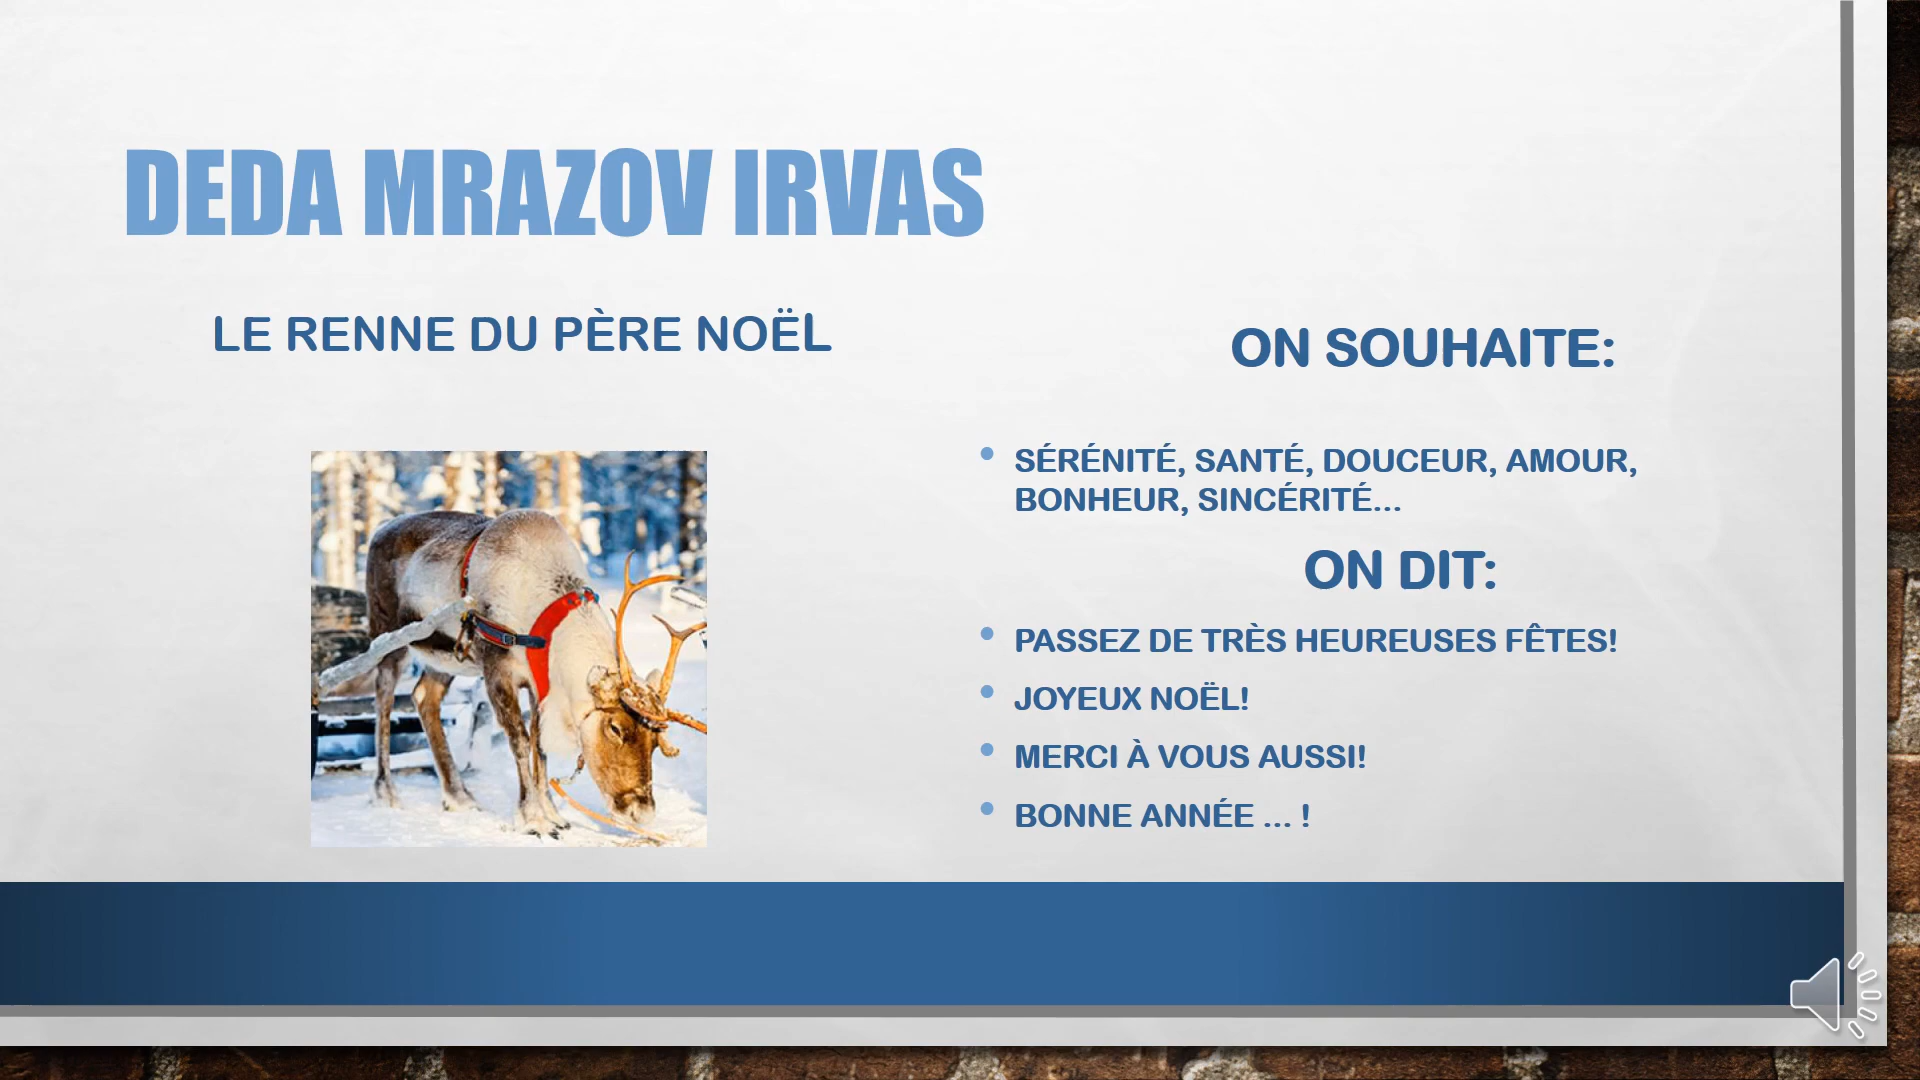 DEDA MRAZOV IRVAS
LE RENNE DU PÈRE NOËL
ON SOUHAITE:
• SÉRÉNITÉ, SANTÉ, DOUCEUR, AMOUR,
BONHEUR, SINCÉRITÉ…
ON DIT:
• PASSEZ DE TRÈS HEUREUSES FÊTES!
• JOYEUX NOËL!
• MERCI À VOUS AUSSI!
• BONNE ANNÉE … !